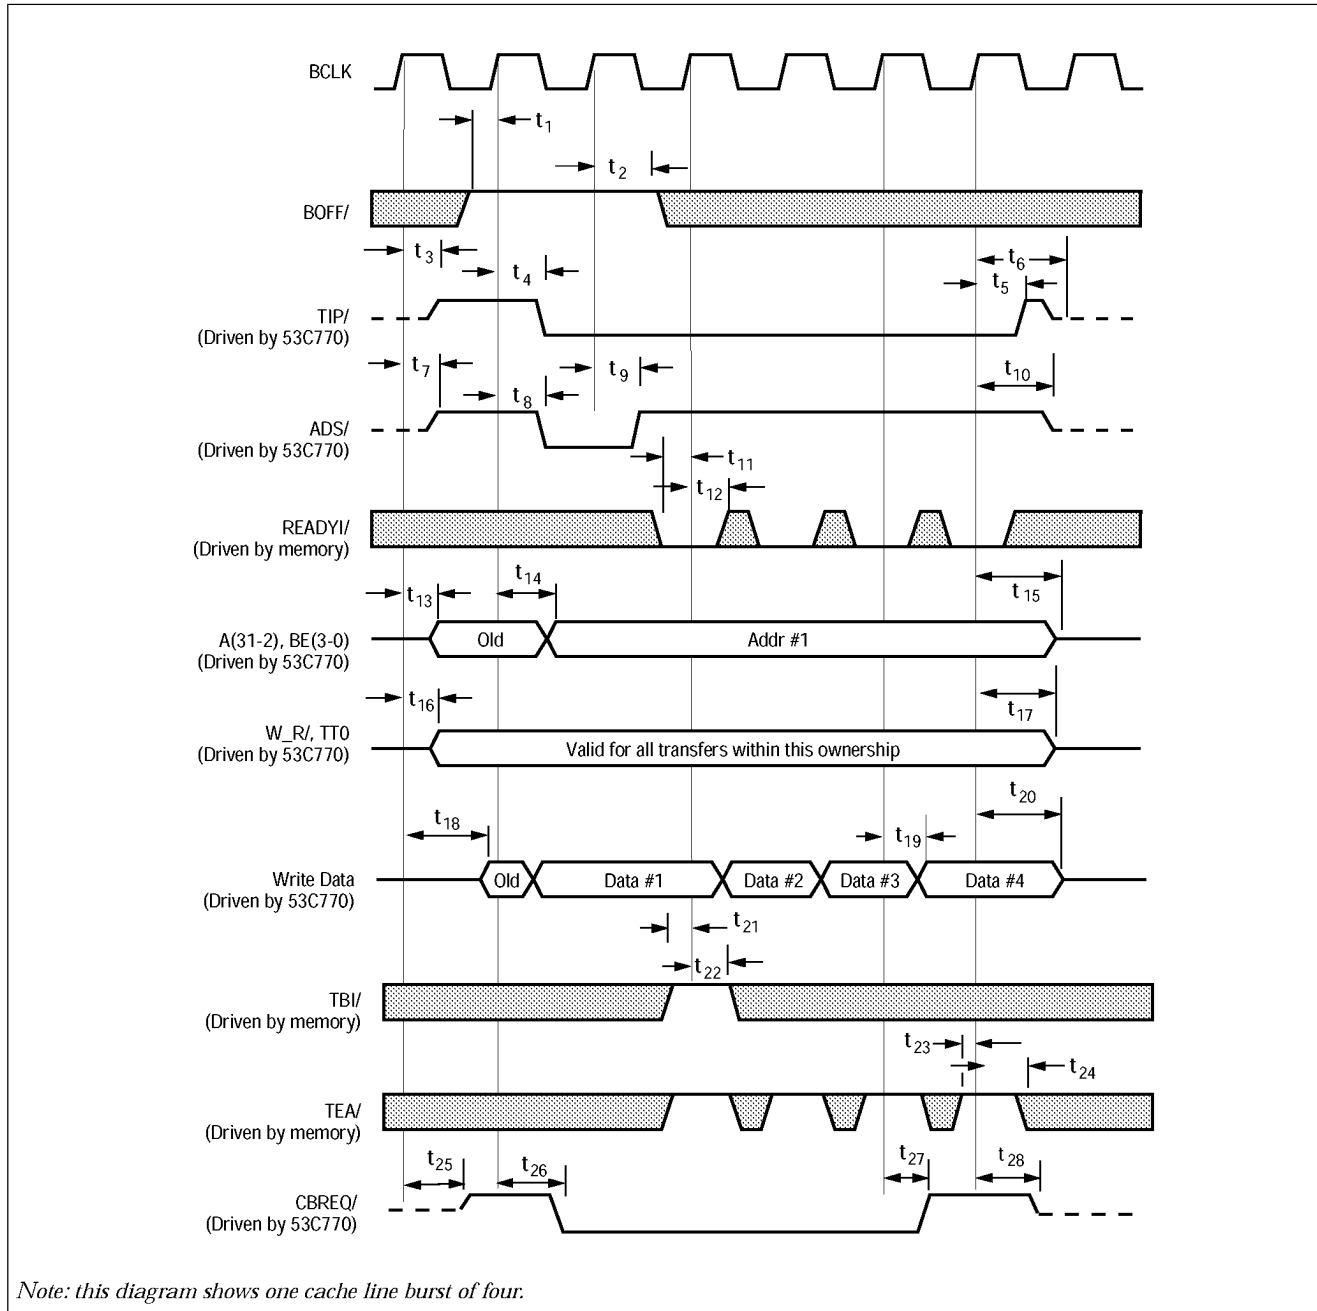 BCLK
t1
t2
BOFF/
t3
t4
t6
t5
TIP/
(Driven by 53C770)
t7
t9
t10
t8
ADS/
(Driven by 53C770)
t11
t12
READYI/
(Driven by memory)
t14
t13
t15
A(31-2), BE(3-0)
(Driven by 53C770)
Old
Addr #1
t16
t17
W_R/, TT0
(Driven by 53C770)
Valid for all transfers within this ownership
t20
t18
t19
Write Data
(Driven by 53C770)
Old
Data #1
Data #2
Data #3
Data #4
t21
t22
TBI/
(Driven by memory)
t23
t24
TEA/
(Driven by memory)
t25
t26
t27
t28
CBREQ/
(Driven by 53C770)
Note: this diagram shows one cache line burst of four.